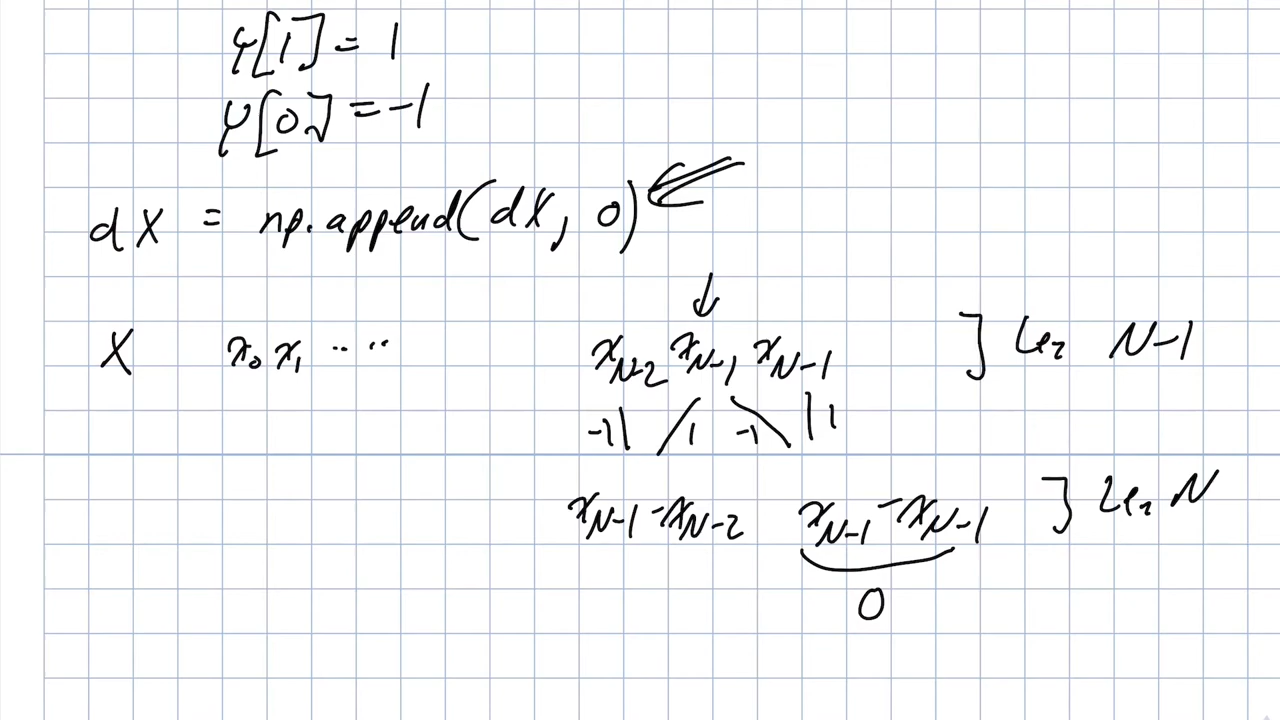 φ[1] = 1
φ[0] = -1
dX = np.append(dX, 0)
X x₀ x₁ .. .. x_{N-2} x_{N-1} x_{N-1} ] Len N-1
-1 1 -1 1
x_{N-1} - x_{N-2} x_{N-1} - x_{N-1} ] Len N
0